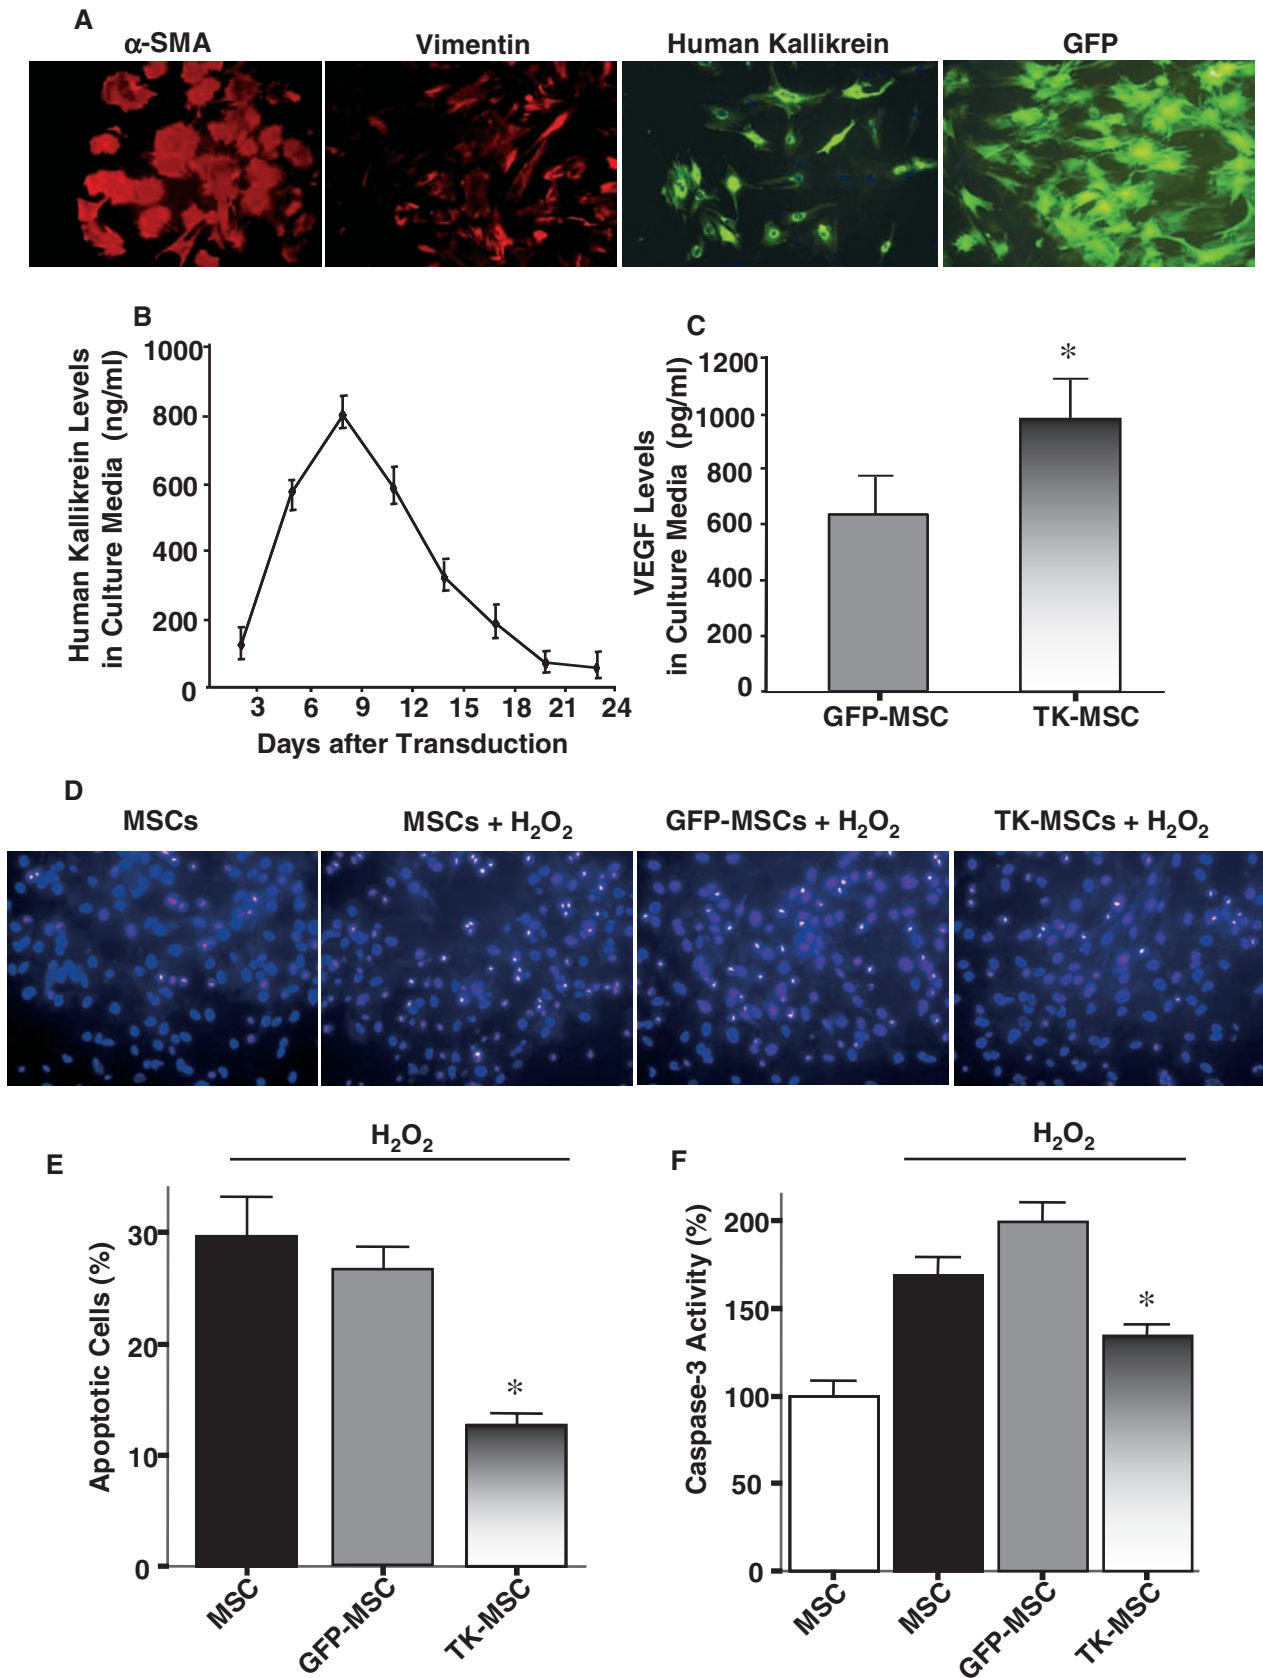 A
α-SMA
Vimentin
Human Kallikrein
GFP
B
Human Kallikrein Levels
in Culture Media (ng/ml)
1000
800
600
400
200
0
3 6 9 12 15 18 21 24
Days after Transduction
C
VEGF Levels
in Culture Media (pg/ml)
1200
1000
800
600
400
200
0
*
GFP-MSC
TK-MSC
D
MSCs
MSCs + H₂O₂
GFP-MSCs + H₂O₂
TK-MSCs + H₂O₂
E
H₂O₂
Apoptotic Cells (%)
30
20
10
0
*
MSC
GFP-MSC
TK-MSC
F
H₂O₂
Caspase-3 Activity (%)
200
150
100
50
0
*
MSC
MSC
GFP-MSC
TK-MSC